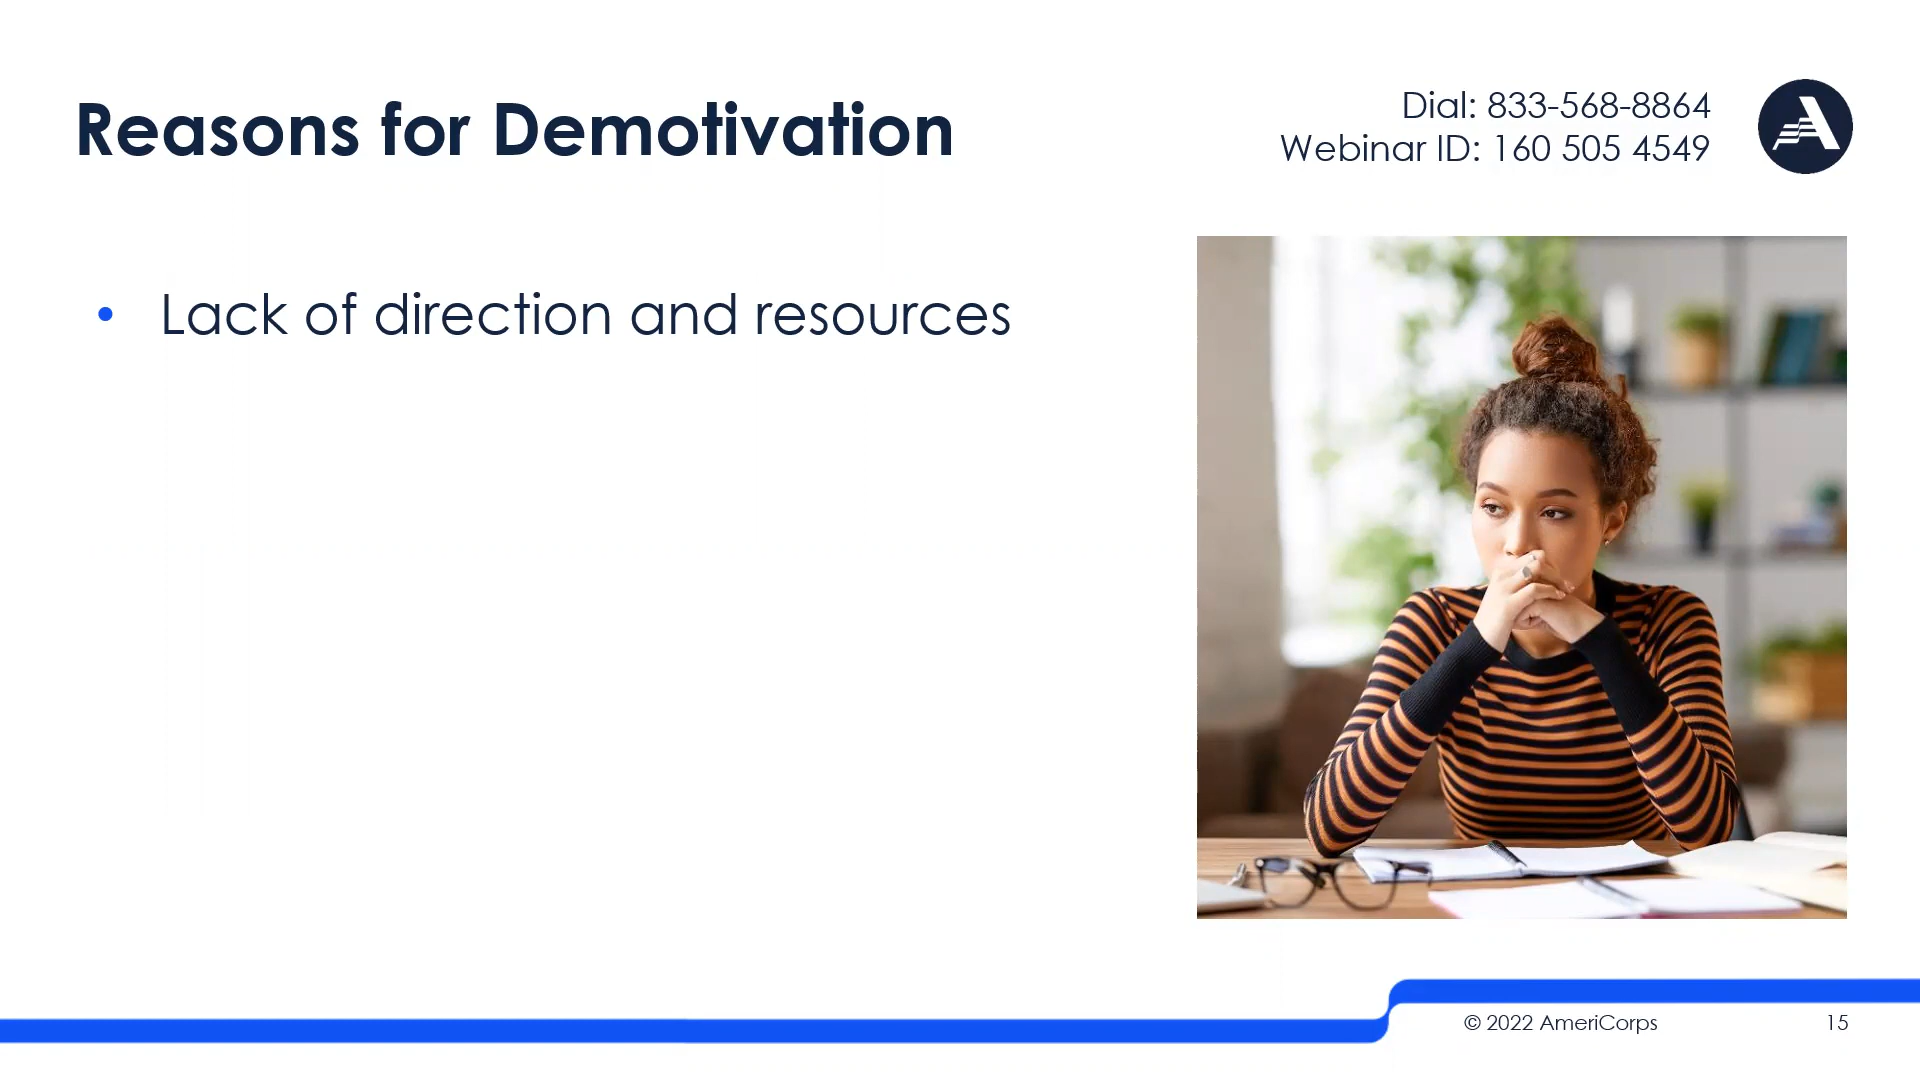 Reasons for Demotivation
Dial: 833-568-8864
Webinar ID: 160 505 4549
• Lack of direction and resources
© 2022 AmeriCorps
15